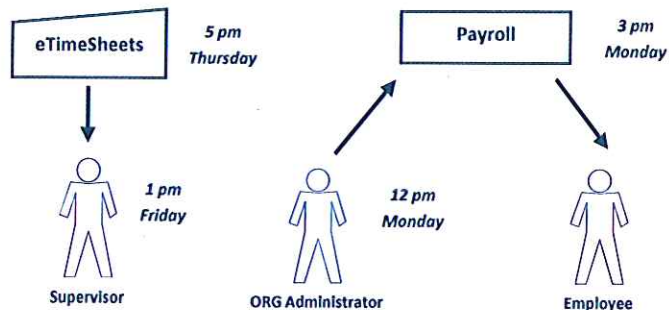 eTimeSheets
5 pm
Thursday
Payroll
3 pm
Monday
1 pm
Friday
12 pm
Monday
Supervisor
ORG Administrator
Employee